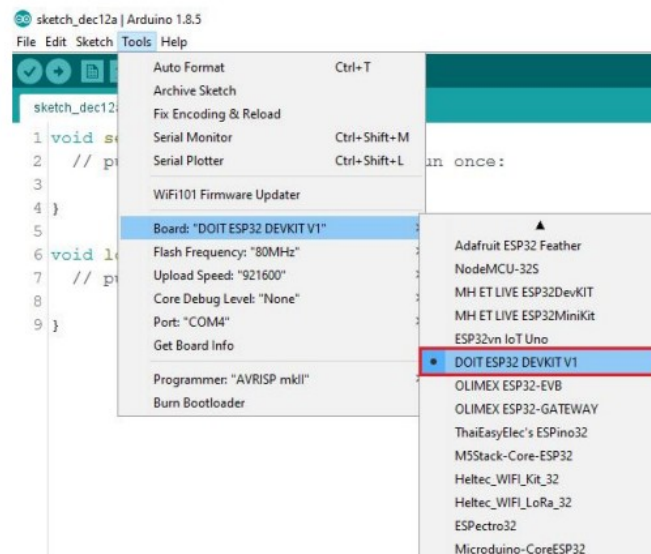 sketch_dec12a | Arduino 1.8.5
File Edit Sketch Tools Help
sketch_dec12
Auto Format Ctrl+T
Archive Sketch
Fix Encoding & Reload
Serial Monitor Ctrl+Shift+M
Serial Plotter Ctrl+Shift+L
WiFi101 Firmware Updater
Board: "DOIT ESP32 DEVKIT V1"
Flash Frequency: "80MHz"
Upload Speed: "921600"
Core Debug Level: "None"
Port: "COM4"
Get Board Info
Programmer: "AVRISP mkII"
Burn Bootloader
1 void se
2 // pu un once:
3
4 }
5
6 void lo
7 // pu
8
9 }
Adafruit ESP32 Feather
NodeMCU-32S
MH ET LIVE ESP32DevKIT
MH ET LIVE ESP32MiniKit
ESP32vn IoT Uno
DOIT ESP32 DEVKIT V1
OLIMEX ESP32-EVB
OLIMEX ESP32-GATEWAY
ThaiEasyElec's ESPino32
M5Stack-Core-ESP32
Heltec_WIFI_Kit_32
Heltec_WIFI_LoRa_32
ESPectro32
Microduino-CoreESP32